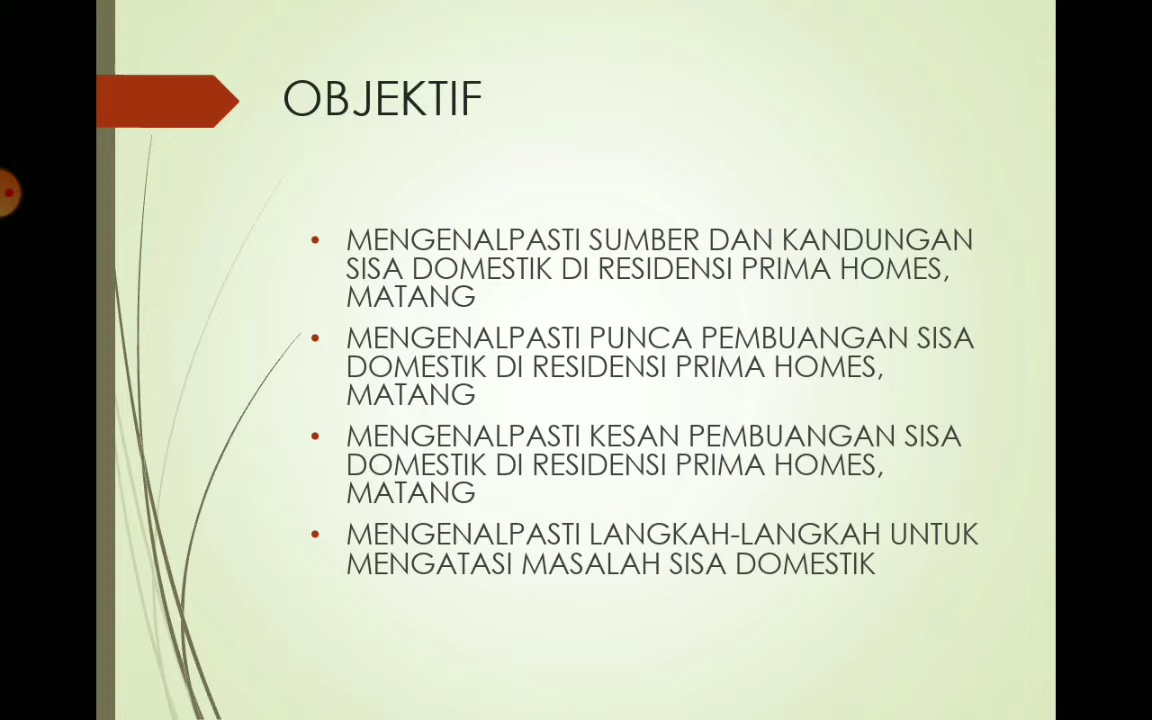 OBJEKTIF
• MENGENALPASTI SUMBER DAN KANDUNGAN
SISA DOMESTIK DI RESIDENSI PRIMA HOMES,
MATANG
• MENGENALPASTI PUNCA PEMBUANGAN SISA
DOMESTIK DI RESIDENSI PRIMA HOMES,
MATANG
• MENGENALPASTI KESAN PEMBUANGAN SISA
DOMESTIK DI RESIDENSI PRIMA HOMES,
MATANG
• MENGENALPASTI LANGKAH-LANGKAH UNTUK
MENGATASI MASALAH SISA DOMESTIK